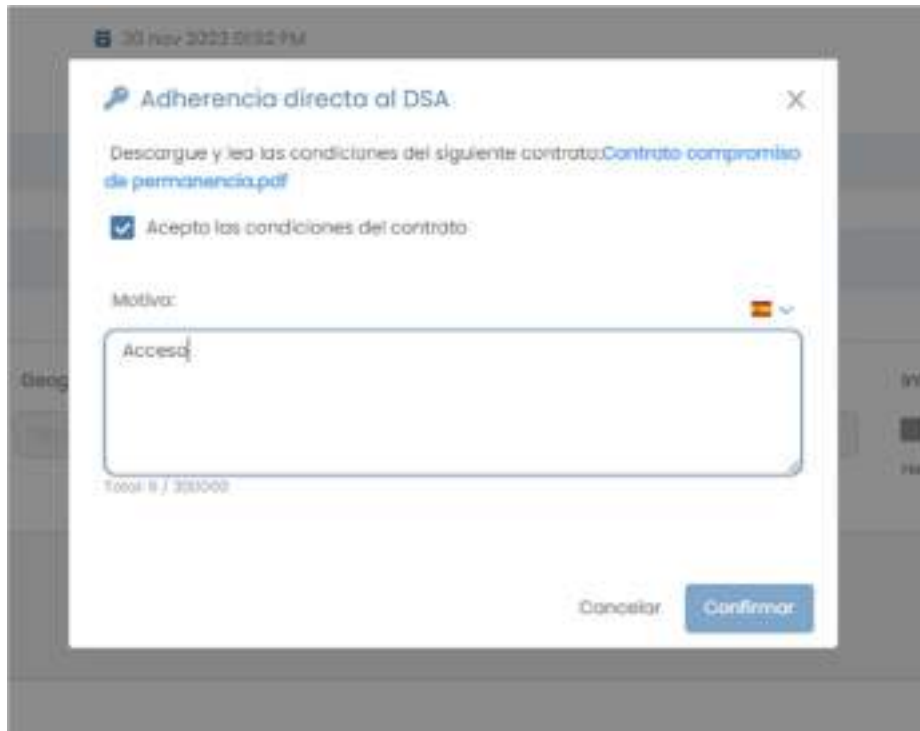 Adherencia directa al DSA
Descargue y lea las condiciones del siguiente contrato:Contrato compromiso
de permanencia.pdf
Acepto las condiciones del contrato
Motivo:
Acceso
Geog
Cancelar
Confirmar